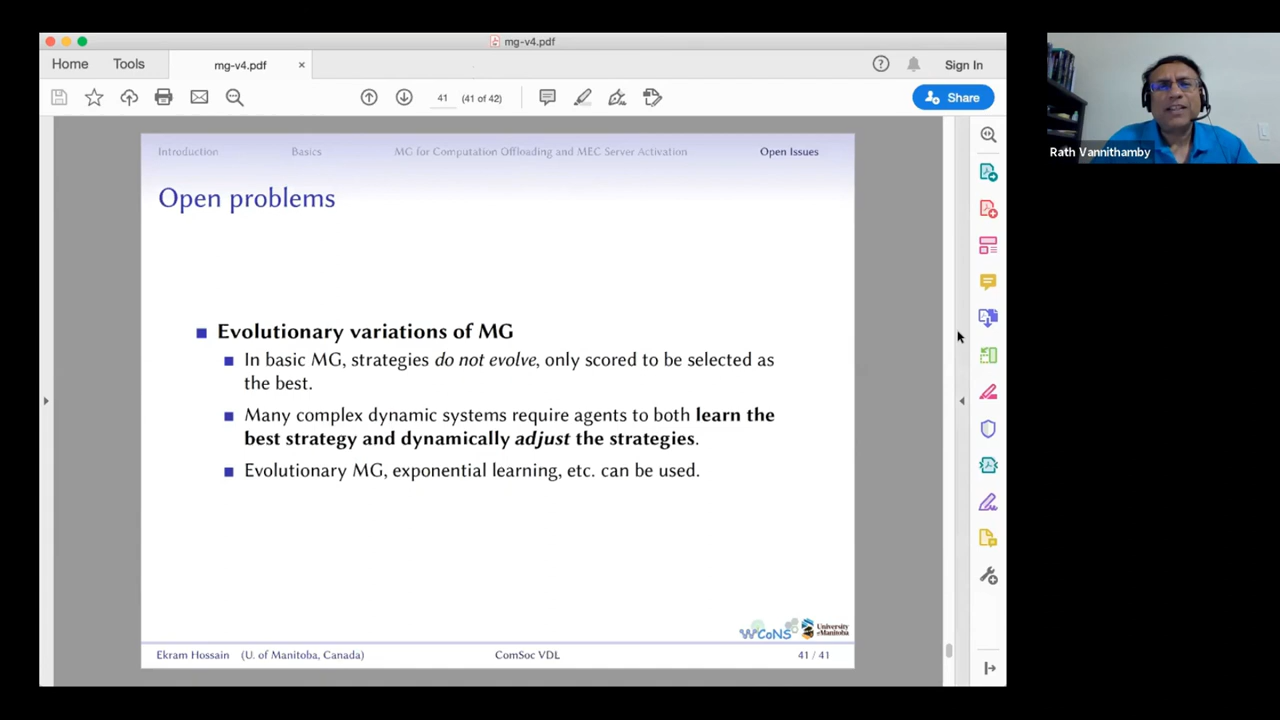 mg-v4.pdf
Home
Tools
mg-v4.pdf
×
Sign In
41
(41 of 42)
Share
Introduction
Basics
MG for Computation Offloading and MEC Server Activation
Open Issues
Open problems
Evolutionary variations of MG
In basic MG, strategies do not evolve, only scored to be selected as
the best.
Many complex dynamic systems require agents to both learn the
best strategy and dynamically adjust the strategies.
Evolutionary MG, exponential learning, etc. can be used.
WCoNS
University
of Manitoba
Ekram Hossain (U. of Manitoba, Canada)
ComSoc VDL
41 / 41
Rath Vannithamby